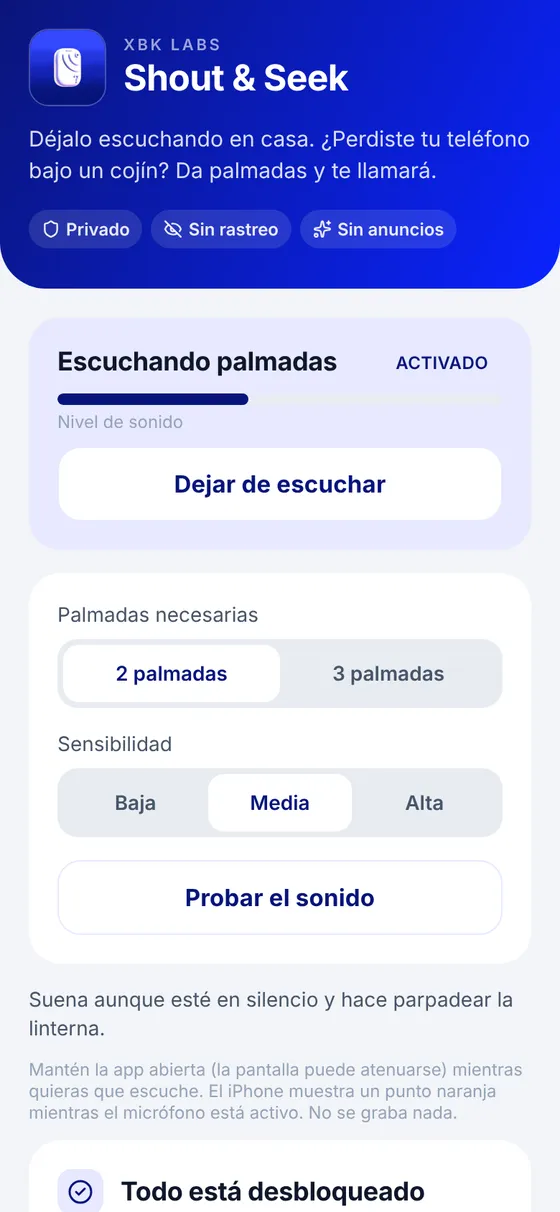 XBK LABS
Shout & Seek
Déjalo escuchando en casa. ¿Perdiste tu teléfono
bajo un cojín? Da palmadas y te llamará.
Privado
Sin rastreo
Sin anuncios
Escuchando palmadas
ACTIVADO
Nivel de sonido
Dejar de escuchar
Palmadas necesarias
2 palmadas
3 palmadas
Sensibilidad
Baja
Media
Alta
Probar el sonido
Suena aunque esté en silencio y hace parpadear la
linterna.
Mantén la app abierta (la pantalla puede atenuarse) mientras
quieras que escuche. El iPhone muestra un punto naranja
mientras el micrófono está activo. No se graba nada.
Todo está desbloqueado